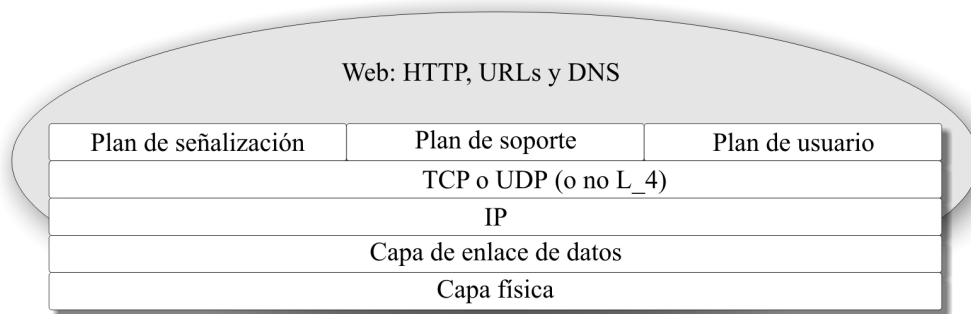 Web: HTTP, URLs y DNS
Plan de señalización
Plan de soporte
Plan de usuario
TCP o UDP (o no L_4)
IP
Capa de enlace de datos
Capa física